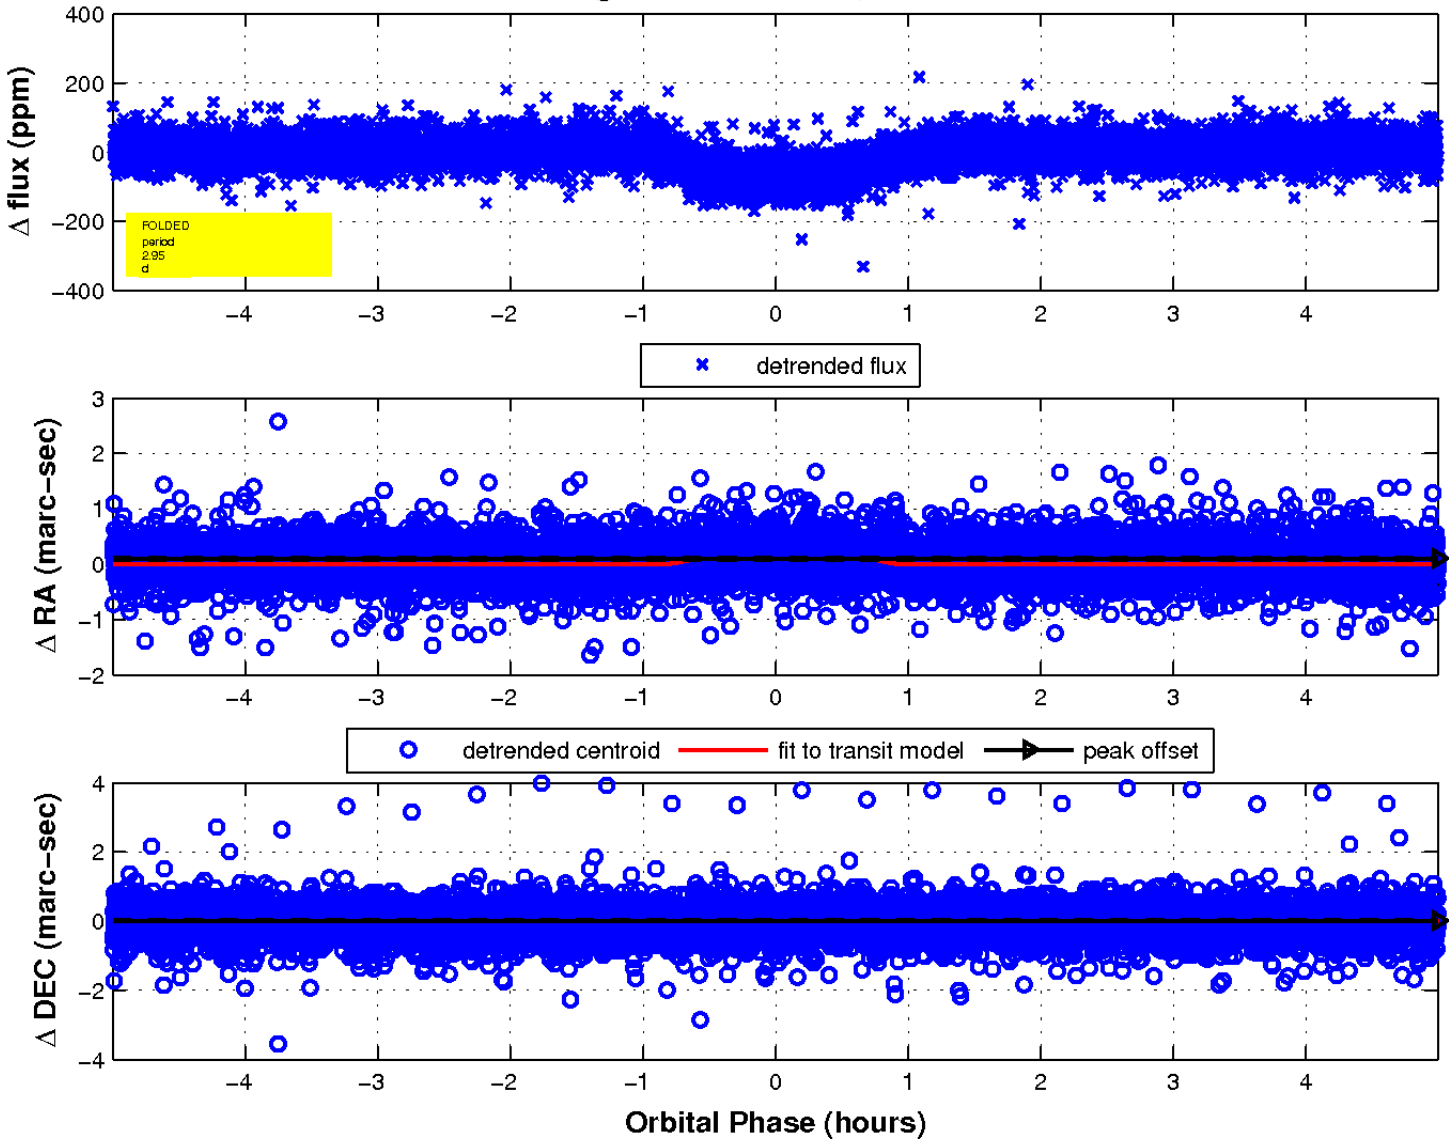 400
200
0
−200
−400
Δ flux (ppm)
FOLDED
period
2.95
d
−4 −3 −2 −1 0 1 2 3 4
detrended flux
3
2
1
0
−1
−2
Δ RA (marc−sec)
−4 −3 −2 −1 0 1 2 3 4
detrended centroid fit to transit model peak offset
4
2
0
−2
−4
Δ DEC (marc−sec)
−4 −3 −2 −1 0 1 2 3 4
Orbital Phase (hours)